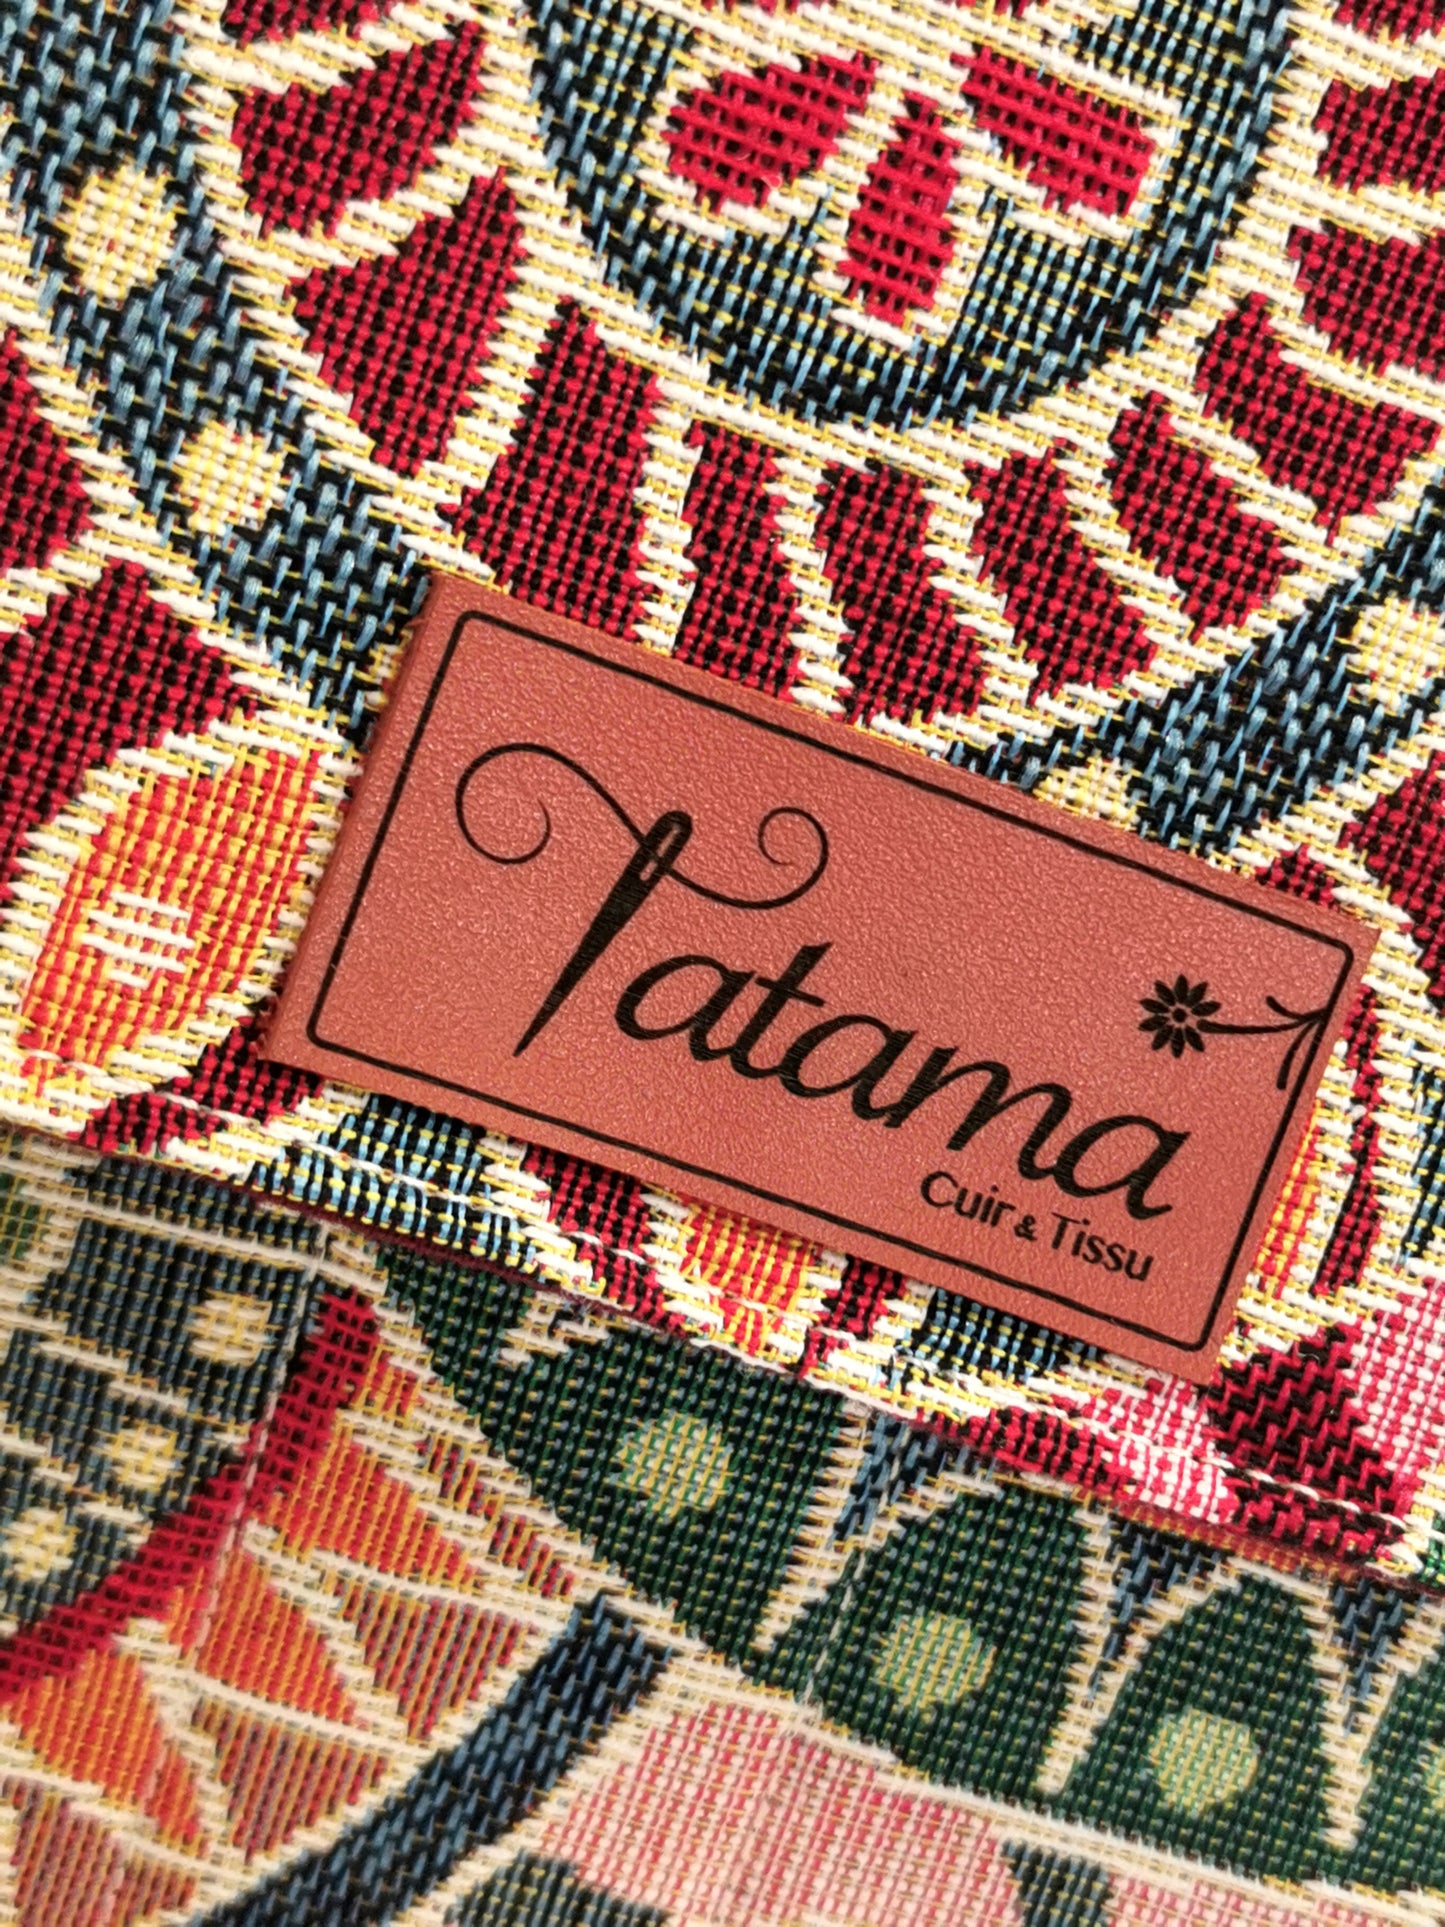 Tatama
Cuir & Tissu